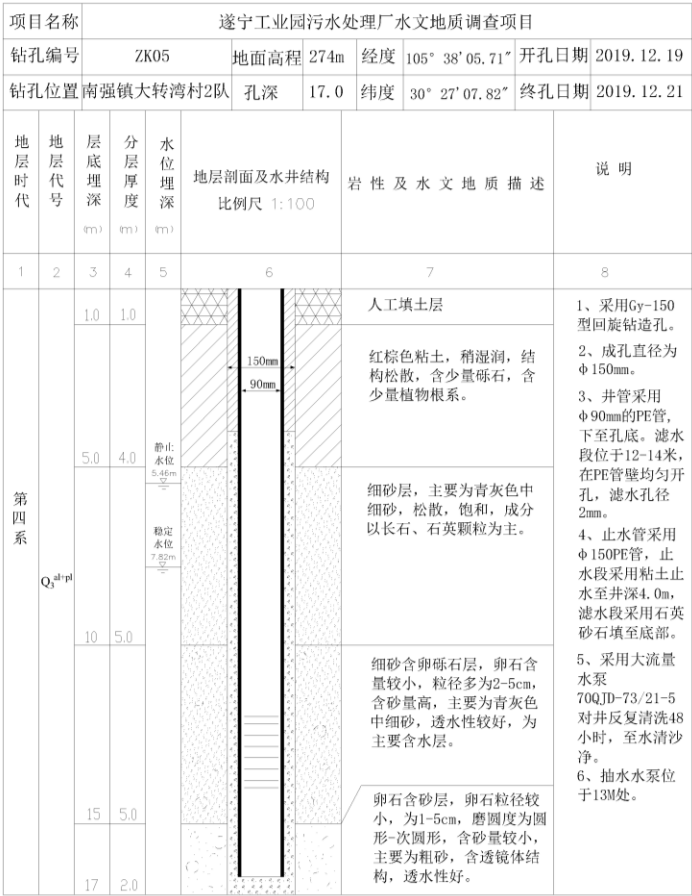 项目名称 遂宁工业园污水处理厂水文地质调查项目
钻孔编号 ZK05 地面高程 274m 经度 105° 38′05.71″ 开孔日期 2019.12.19
钻孔位置 南强镇大转湾村2队 孔深 17.0 纬度 30° 27′07.82″ 终孔日期 2019.12.21
地层时代
地层代号
层底埋深(m)
分层厚度(m)
水位埋深(m)
地层剖面及水井结构
比例尺 1:100
岩性及水文地质描述
说 明
1 2 3 4 5 6 7 8
第四系
Q₃ᵃˡ⁺ᵖˡ
1.0 1.0
5.0 4.0
10 5.0
15 5.0
17 2.0
静止
水位
5.46m
稳定
水位
7.82m
150mm
90mm
人工填土层
红棕色粘土，稍湿润，结
构松散，含少量砾石，含
少量植物根系。
细砂层，主要为青灰色中
细砂，松散，饱和，成分
以长石、石英颗粒为主。
细砂含卵砾石层，卵石含
量较小，粒径多为2-5cm，
含砂量高，主要为青灰色
中细砂，透水性较好，为
主要含水层。
卵石含砂层，卵石粒径较
小，为1-5cm，磨圆度为圆
形-次圆形，含砂量较小，
主要为粗砂，含透镜体结
构，透水性好。
1、采用Gy-150
型回旋钻造孔。
2、成孔直径为
φ150mm。
3、井管采用
φ90mm的PE管,
下至孔底。滤水
段位于12-14米,
在PE管壁均匀开
孔，滤水孔径
2mm。
4、止水管采用
φ150PE管，止
水段采用粘土止
水至井深4.0m,
滤水段采用石英
砂石填至底部。
5、采用大流量
水泵
70QJD-73/21-5
对井反复清洗48
小时，至水清沙
净。
6、抽水水泵位
于13M处。